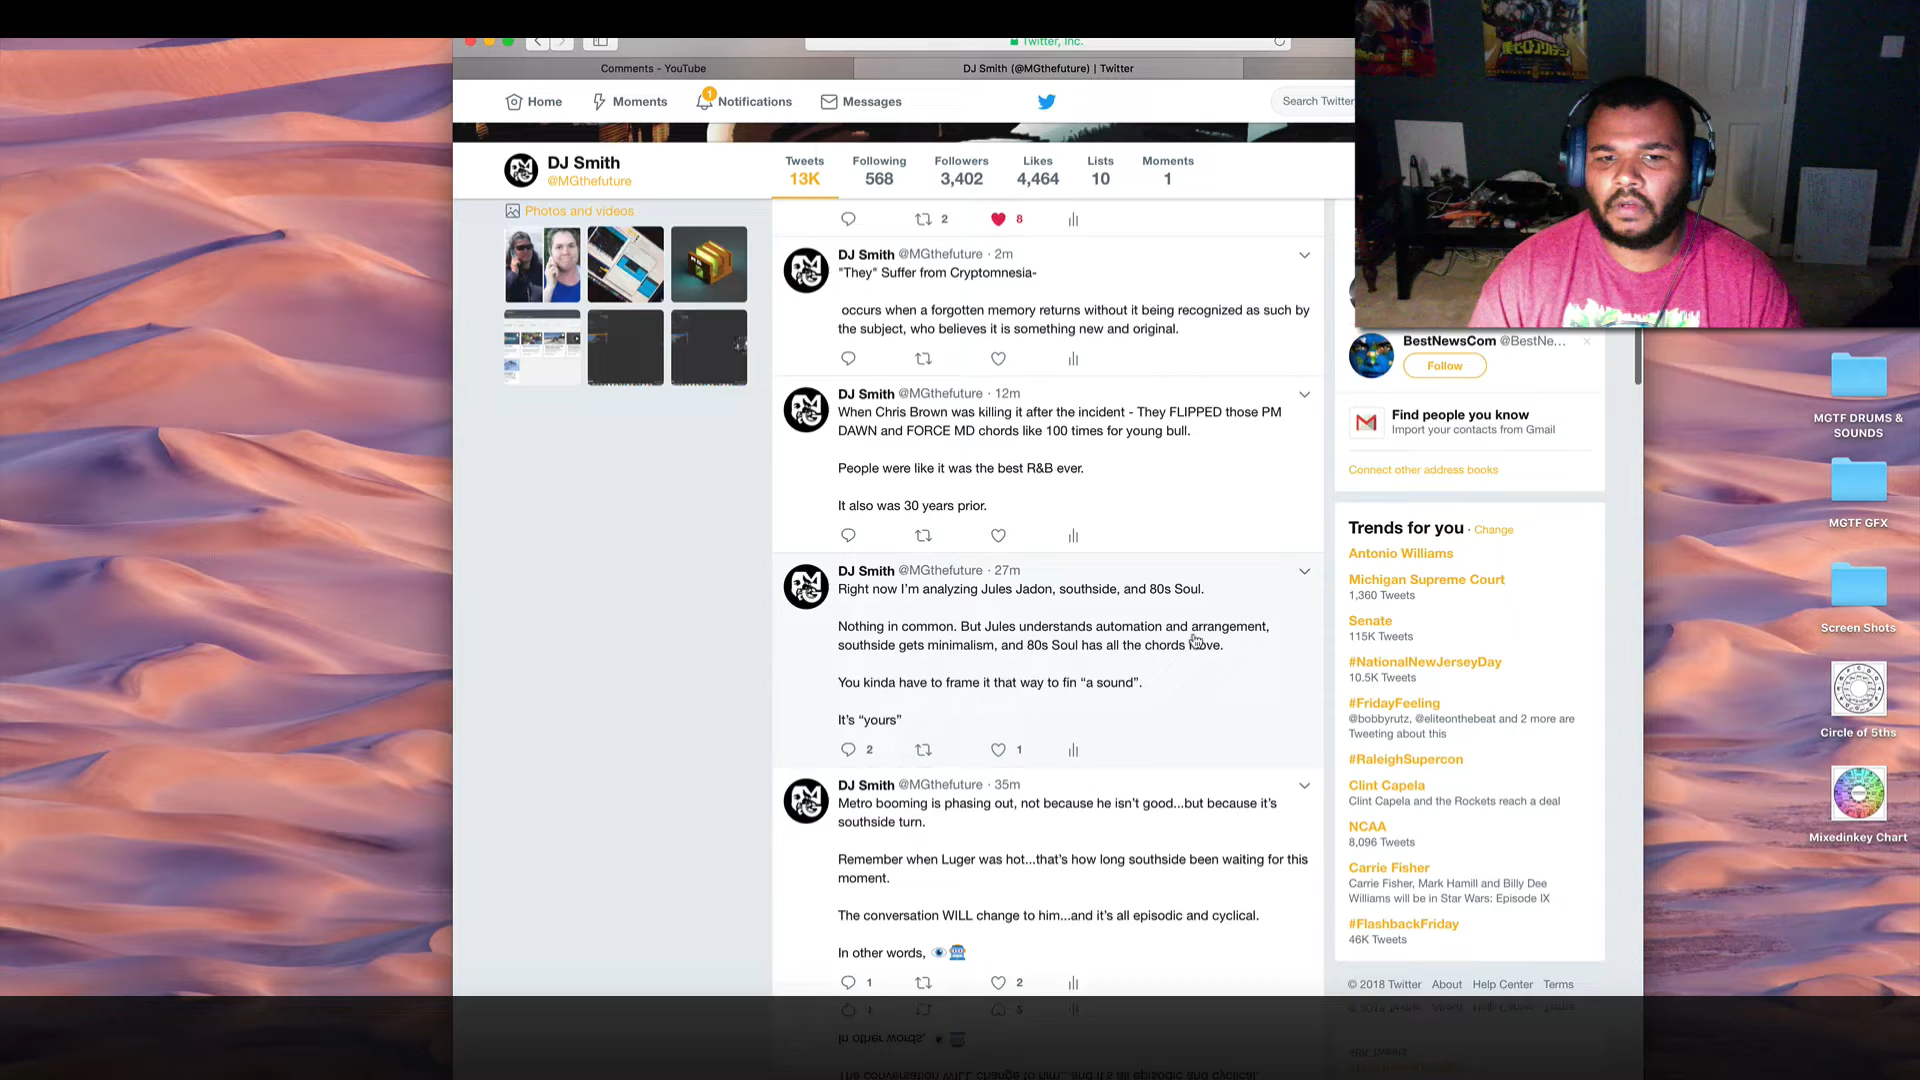 Twitter, Inc.
Comments - YouTube
DJ Smith (@MGthefuture) | Twitter
Home
Moments
1
Notifications
Messages
Search Twitter
DJ Smith
@MGthefuture
Tweets
13K
Following
568
Followers
3,402
Likes
4,464
Lists
10
Moments
1
Photos and videos
2
8
DJ Smith @MGthefuture · 2m
"They" Suffer from Cryptomnesia-
occurs when a forgotten memory returns without it being recognized as such by
the subject, who believes it is something new and original.
DJ Smith @MGthefuture · 12m
When Chris Brown was killing it after the incident - They FLIPPED those PM
DAWN and FORCE MD chords like 100 times for young bull.
People were like it was the best R&B ever.
It also was 30 years prior.
DJ Smith @MGthefuture · 27m
Right now I'm analyzing Jules Jadon, southside, and 80s Soul.
Nothing in common. But Jules understands automation and arrangement,
southside gets minimalism, and 80s Soul has all the chords I love.
You kinda have to frame it that way to fin “a sound”.
It's “yours”
2
1
DJ Smith @MGthefuture · 35m
Metro booming is phasing out, not because he isn't good...but because it's
southside turn.
Remember when Luger was hot...that's how long southside been waiting for this
moment.
The conversation WILL change to him...and it's all episodic and cyclical.
In other words,
1
2
BestNewsCom @BestNe...
Follow
Find people you know
Import your contacts from Gmail
Connect other address books
Trends for you · Change
Antonio Williams
Michigan Supreme Court
1,360 Tweets
Senate
115K Tweets
#NationalNewJerseyDay
10.5K Tweets
#FridayFeeling
@bobbyrutz, @eliteonthebeat and 2 more are
Tweeting about this
#RaleighSupercon
Clint Capela
Clint Capela and the Rockets reach a deal
NCAA
8,096 Tweets
Carrie Fisher
Carrie Fisher, Mark Hamill and Billy Dee
Williams will be in Star Wars: Episode IX
#FlashbackFriday
46K Tweets
© 2018 Twitter About Help Center Terms
MGTF DRUMS &
SOUNDS
MGTF GFX
Screen Shots
Circle of 5ths
Mixedinkey Chart